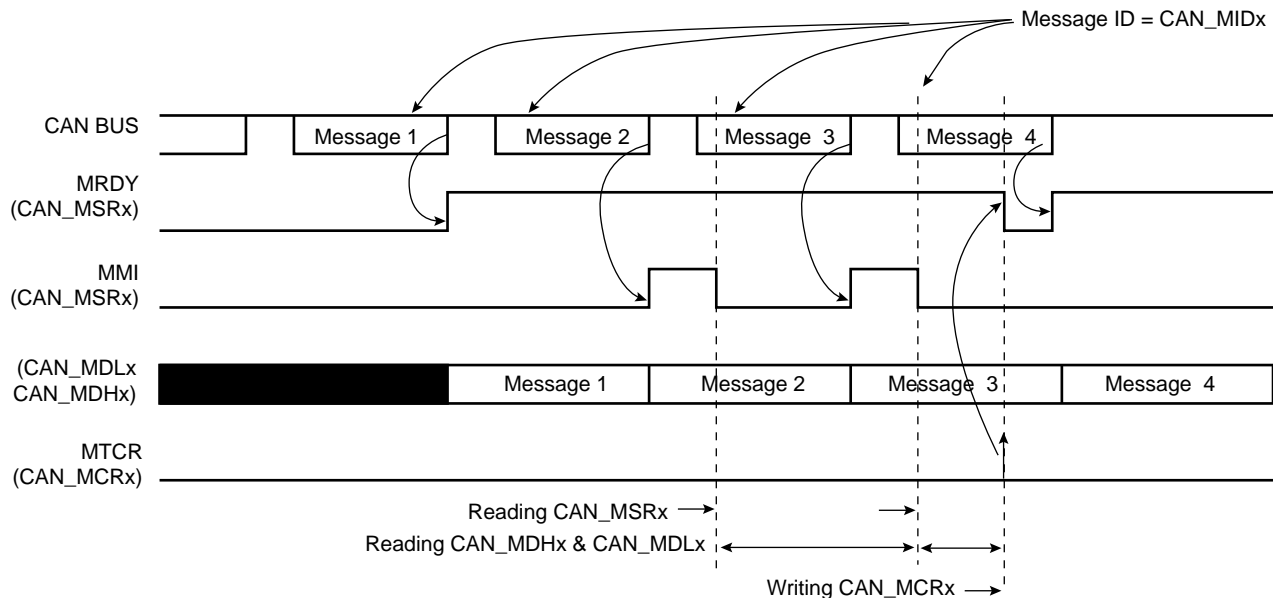 Message ID = CAN_MIDx
CAN BUS
Message 1
Message 2
Message 3
Message 4
MRDY
(CAN_MSRx)
MMI
(CAN_MSRx)
(CAN_MDLx
CAN_MDHx)
Message 1
Message 2
Message 3
Message 4
MTCR
(CAN_MCRx)
Reading CAN_MSRx
Reading CAN_MDHx & CAN_MDLx
Writing CAN_MCRx